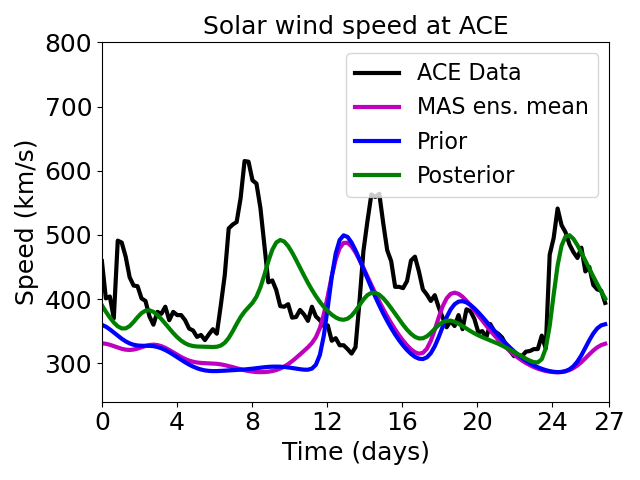 Solar wind speed at ACE
800
700
600
500
400
300
Speed (km/s)
ACE Data
MAS ens. mean
Prior
Posterior
0 4 8 12 16 20 24 27
Time (days)